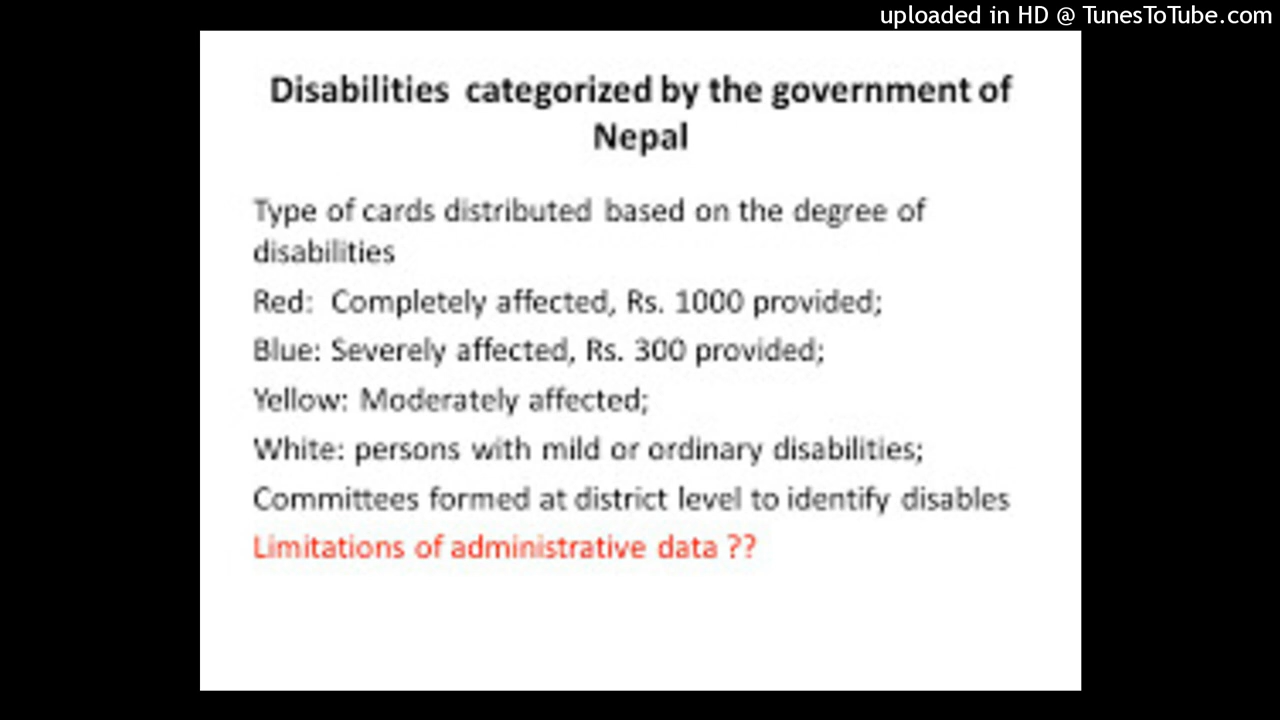 uploaded in HD @ TunesToTube.com
Disabilities categorized by the government of
Nepal
Type of cards distributed based on the degree of
disabilities
Red: Completely affected, Rs. 1000 provided;
Blue: Severely affected, Rs. 300 provided;
Yellow: Moderately affected;
White: persons with mild or ordinary disabilities;
Committees formed at district level to identify disables
Limitations of administrative data ??